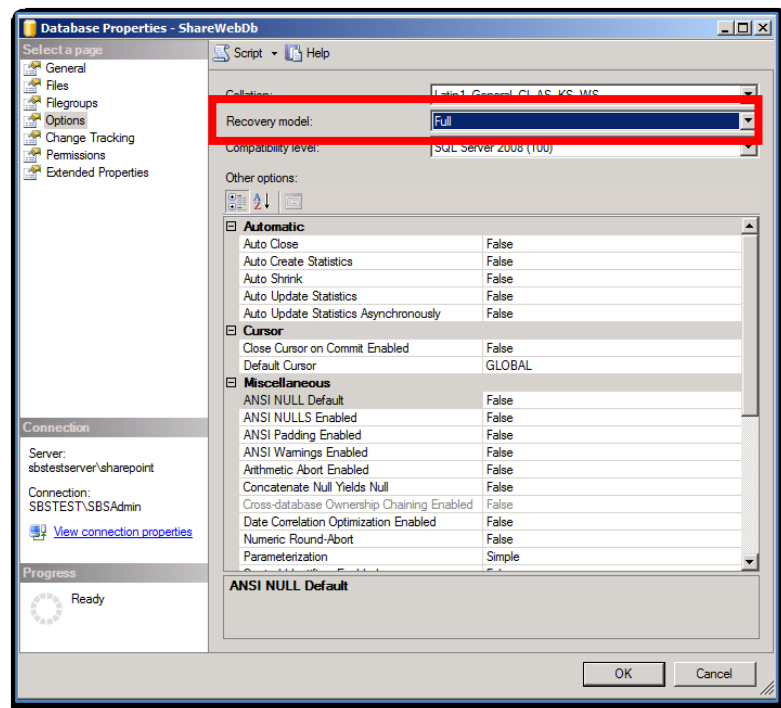 Database Properties - ShareWebDb
Select a page
General
Files
Filegroups
Options
Change Tracking
Permissions
Extended Properties
Script Help
Collation: Latin1_General_CI_AS_KS_WS
Recovery model: Full
Compatibility level: SQL Server 2008 (100)
Other options:
Automatic
Auto Close False
Auto Create Statistics False
Auto Shrink False
Auto Update Statistics False
Auto Update Statistics Asynchronously False
Cursor
Close Cursor on Commit Enabled False
Default Cursor GLOBAL
Miscellaneous
ANSI NULL Default False
ANSI NULLS Enabled False
ANSI Padding Enabled False
ANSI Warnings Enabled False
Arithmetic Abort Enabled False
Concatenate Null Yields Null False
Cross-database Ownership Chaining Enabled False
Date Correlation Optimization Enabled False
Numeric Round-Abort False
Parameterization Simple
ANSI NULL Default
Connection
Server:
sbstestserver\sharepoint
Connection:
SBSTEST\SBSAdmin
View connection properties
Progress
Ready
OK Cancel